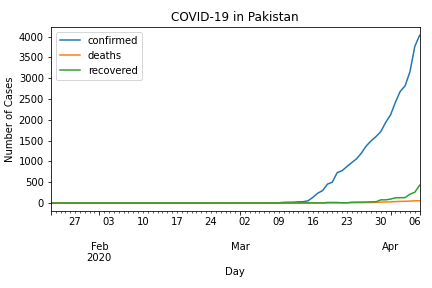 COVID-19 in Pakistan
confirmed
deaths
recovered
Number of Cases
4000
3500
3000
2500
2000
1500
1000
500
0
27 03 10 17 24 02 09 16 23 30 06
Feb Mar Apr
2020
Day